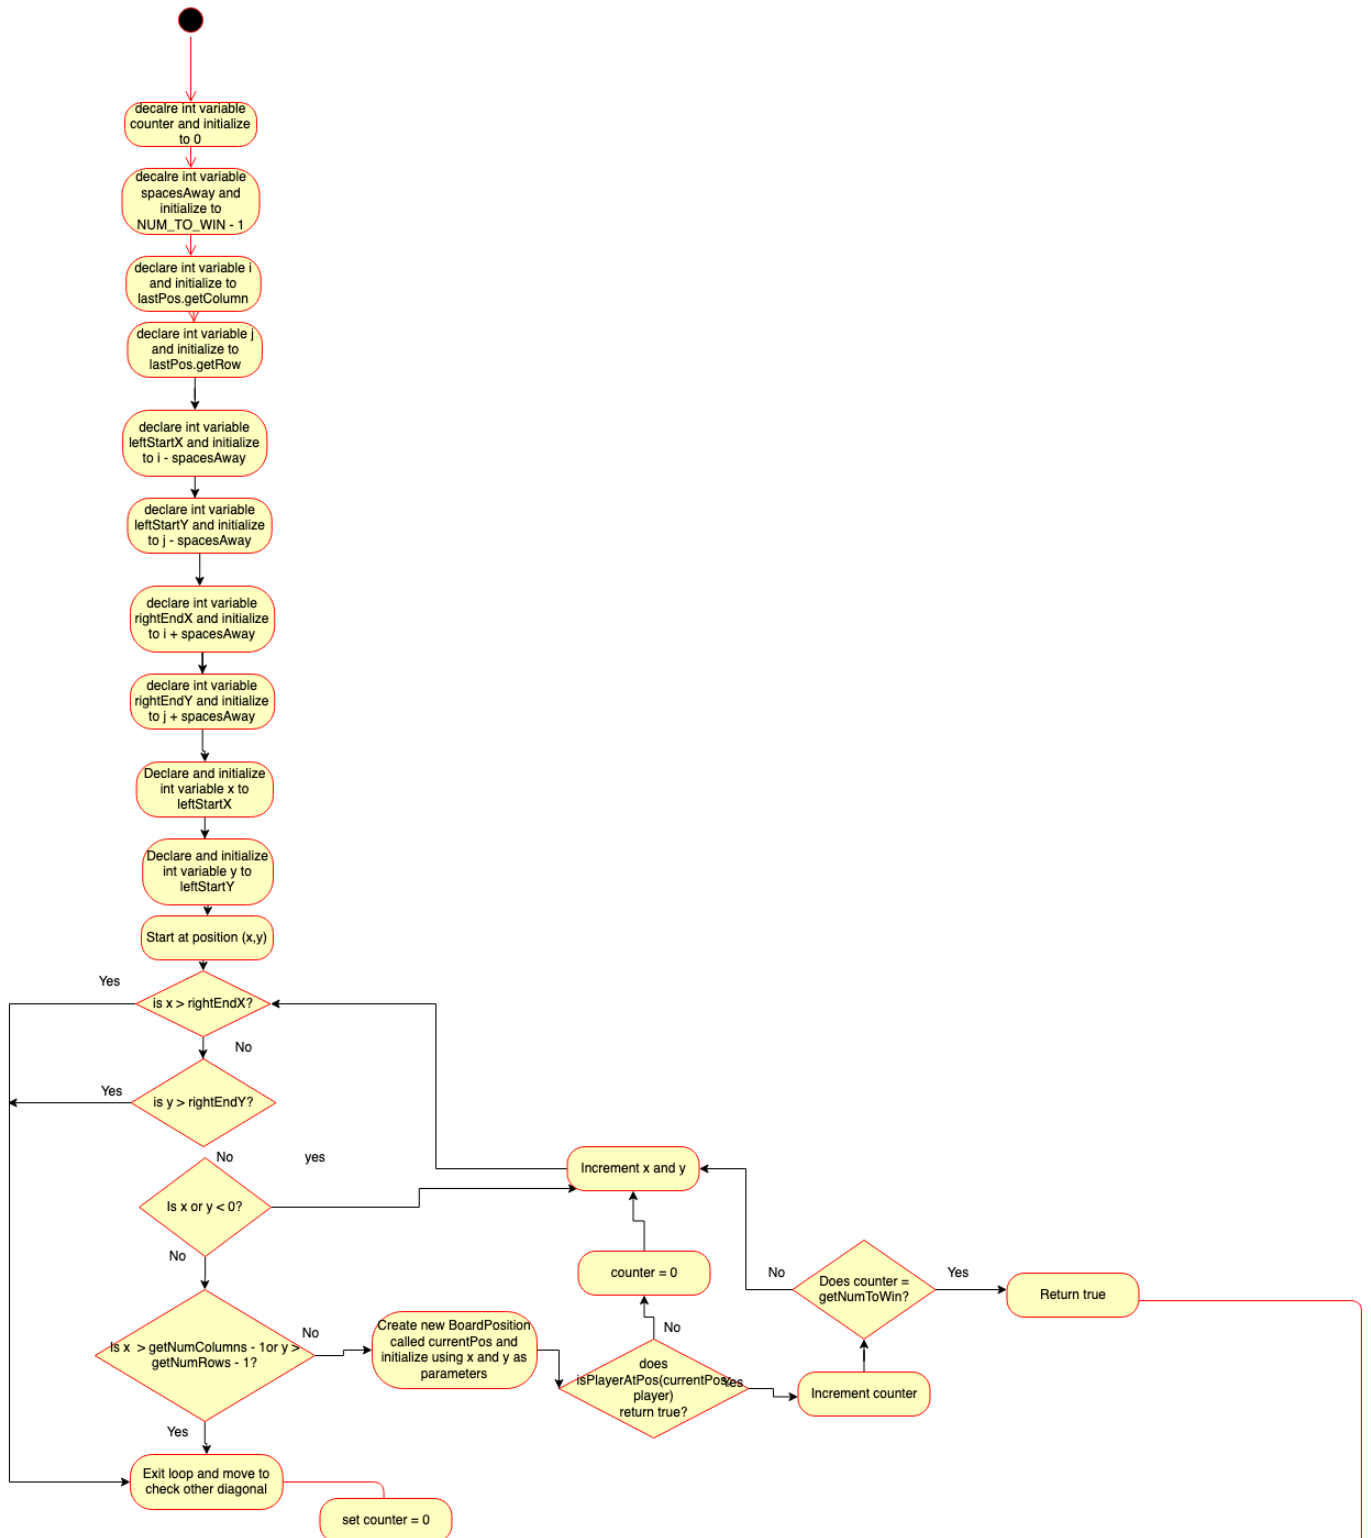 decalre int variable
counter and initialize
to 0
decalre int variable
spacesAway and
initialize to
NUM_TO_WIN - 1
declare int variable i
and initialize to
lastPos.getColumn
declare int variable j
and initialize to
lastPos.getRow
declare int variable
leftStartX and initialize
to i - spacesAway
declare int variable
leftStartY and initialize
to j - spacesAway
declare int variable
rightEndX and initialize
to i + spacesAway
declare int variable
rightEndY and initialize
to j + spacesAway
Declare and initialize
int variable x to
leftStartX
Declare and initialize
int variable y to
leftStartY
Start at position (x,y)
Yes
is x > rightEndX?
No
Yes
is y > rightEndY?
No
yes
Increment x and y
Is x or y < 0?
No
counter = 0
No
Does counter =
getNumToWin?
Yes
Return true
Is x  > getNumColumns - 1or y >
getNumRows - 1?
No
Create new BoardPosition
called currentPos and
initialize using x and y as
parameters
No
does
isPlayerAtPos(currentPos,
player)
return true?
Yes
Increment counter
Yes
Exit loop and move to
check other diagonal
set counter = 0